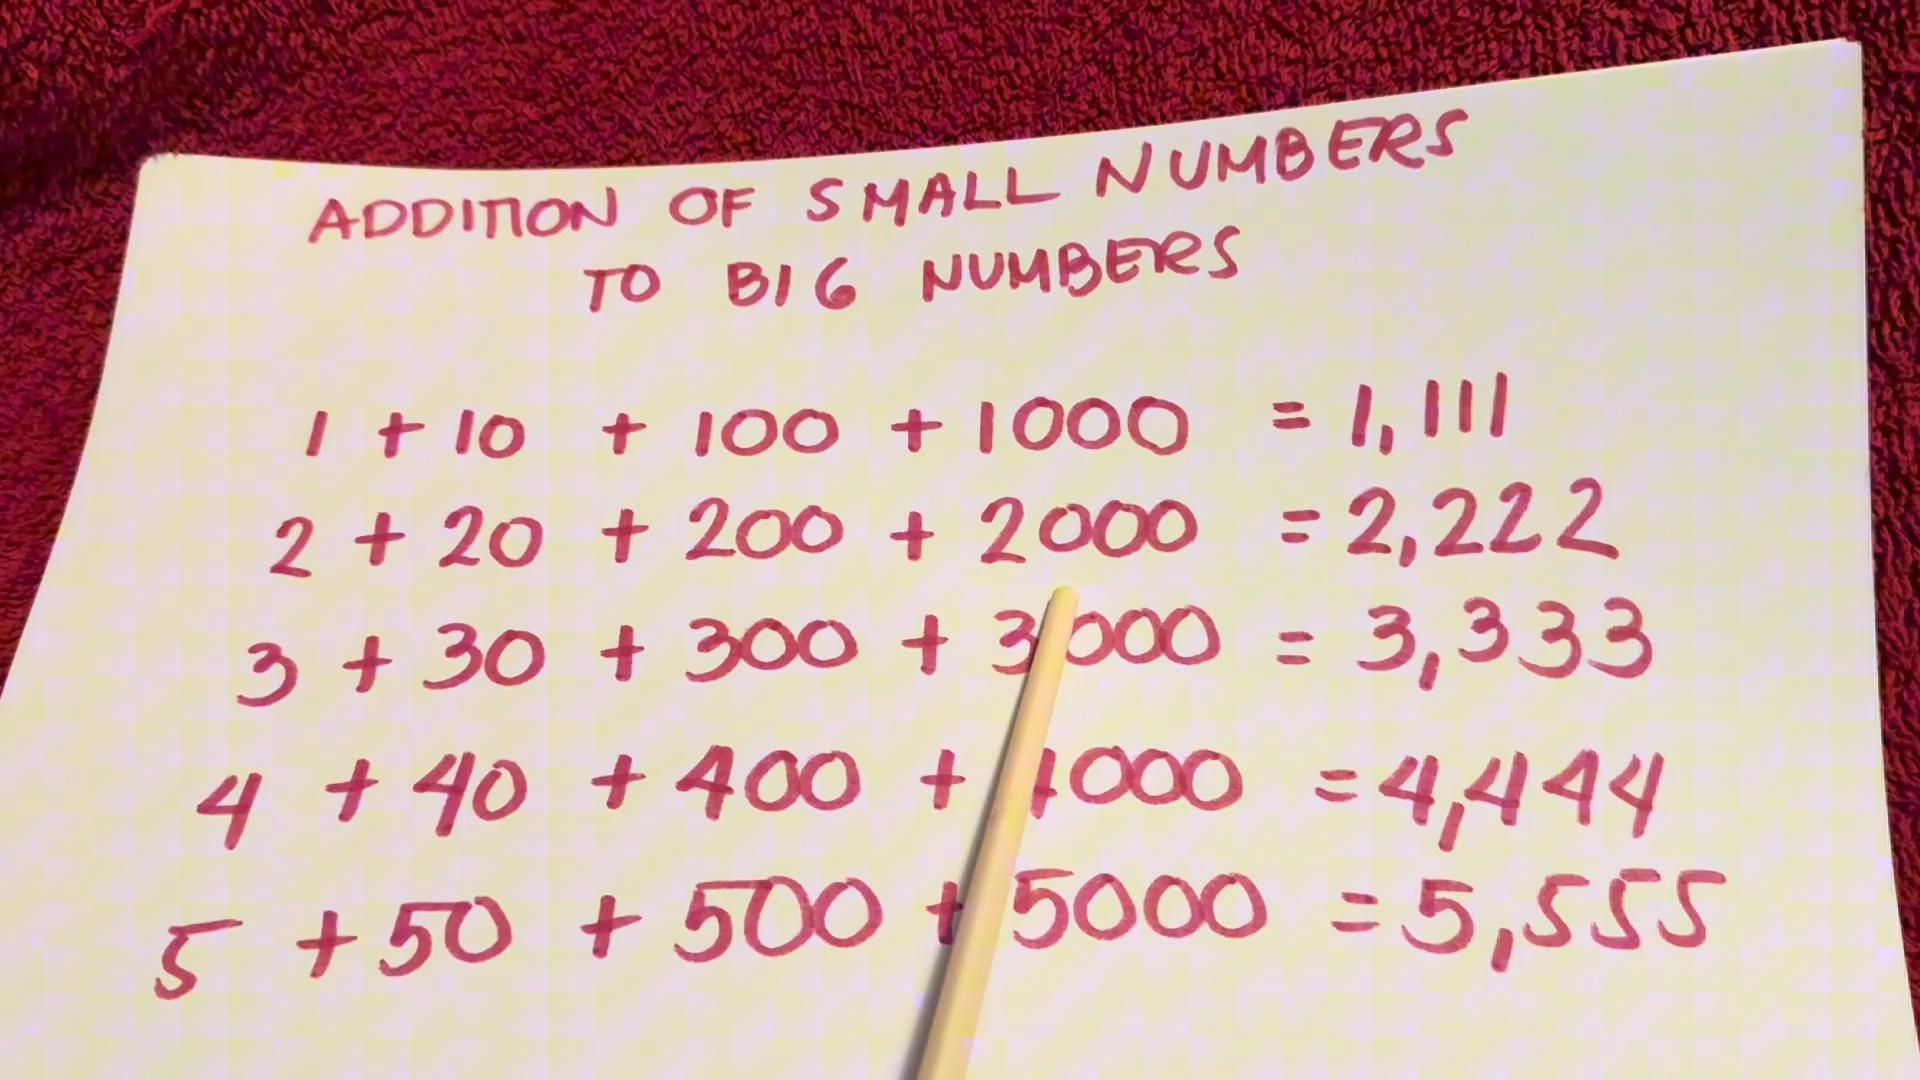 ADDITION OF SMALL NUMBERS
TO BIG NUMBERS
1 + 10 + 100 + 1000 = 1,111
2 + 20 + 200 + 2000 = 2,222
3 + 30 + 300 + 3000 = 3,333
4 + 40 + 400 + 4000 = 4,444
5 + 50 + 500 + 5000 = 5,555